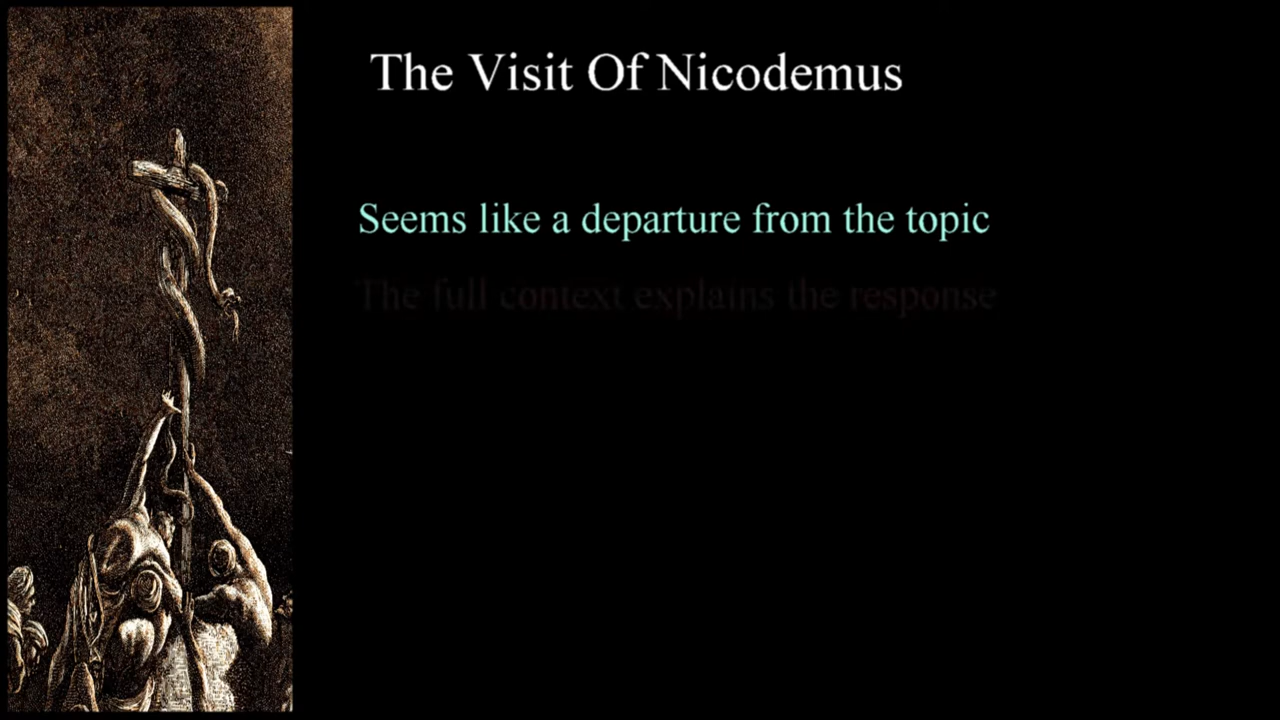 The Visit Of Nicodemus
Seems like a departure from the topic
The full context explains the response